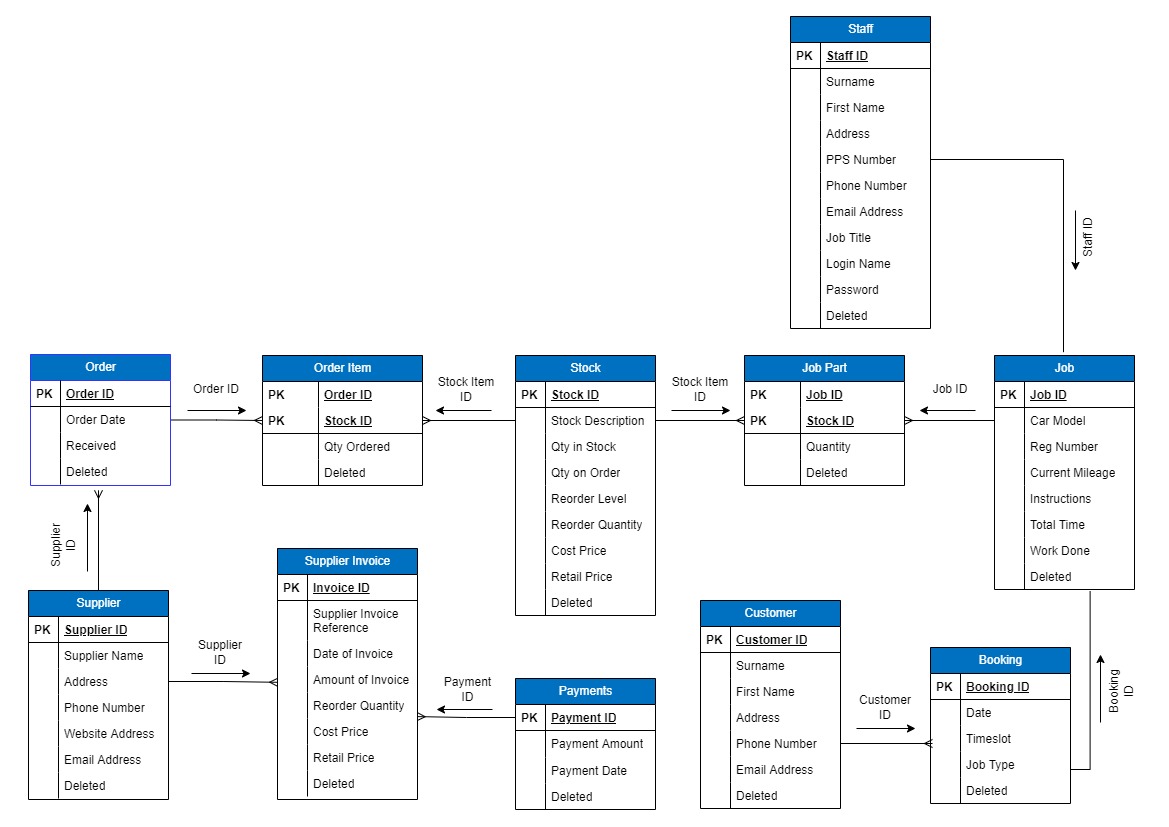 Staff
PK Staff ID
Surname
First Name
Address
PPS Number
Phone Number
Email Address
Job Title
Login Name
Password
Deleted
Staff ID
Order
PK Order ID
Order Date
Received
Deleted
Order ID
Order Item
PK Order ID
PK Stock ID
Qty Ordered
Deleted
Stock Item
ID
Stock
PK Stock ID
Stock Description
Qty in Stock
Qty on Order
Reorder Level
Reorder Quantity
Cost Price
Retail Price
Deleted
Stock Item
ID
Job Part
PK Job ID
PK Stock ID
Quantity
Deleted
Job ID
Job
PK Job ID
Car Model
Reg Number
Current Mileage
Instructions
Total Time
Work Done
Deleted
Supplier
ID
Supplier
PK Supplier ID
Supplier Name
Address
Phone Number
Website Address
Email Address
Deleted
Supplier
ID
Supplier Invoice
PK Invoice ID
Supplier Invoice
Reference
Date of Invoice
Amount of Invoice
Reorder Quantity
Cost Price
Retail Price
Deleted
Payment
ID
Payments
PK Payment ID
Payment Amount
Payment Date
Deleted
Customer
PK Customer ID
Surname
First Name
Address
Phone Number
Email Address
Deleted
Customer
ID
Booking
PK Booking ID
Date
Timeslot
Job Type
Deleted
Booking
ID